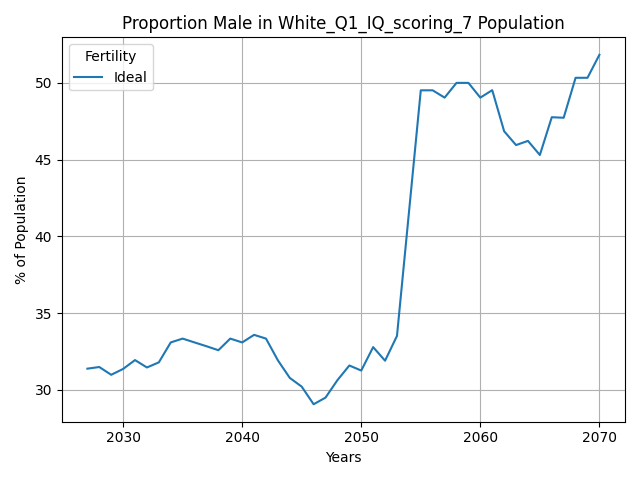 Proportion Male in White_Q1_IQ_scoring_7 Population
Fertility
Ideal
% of Population
50
45
40
35
30
2030 2040 2050 2060 2070
Years